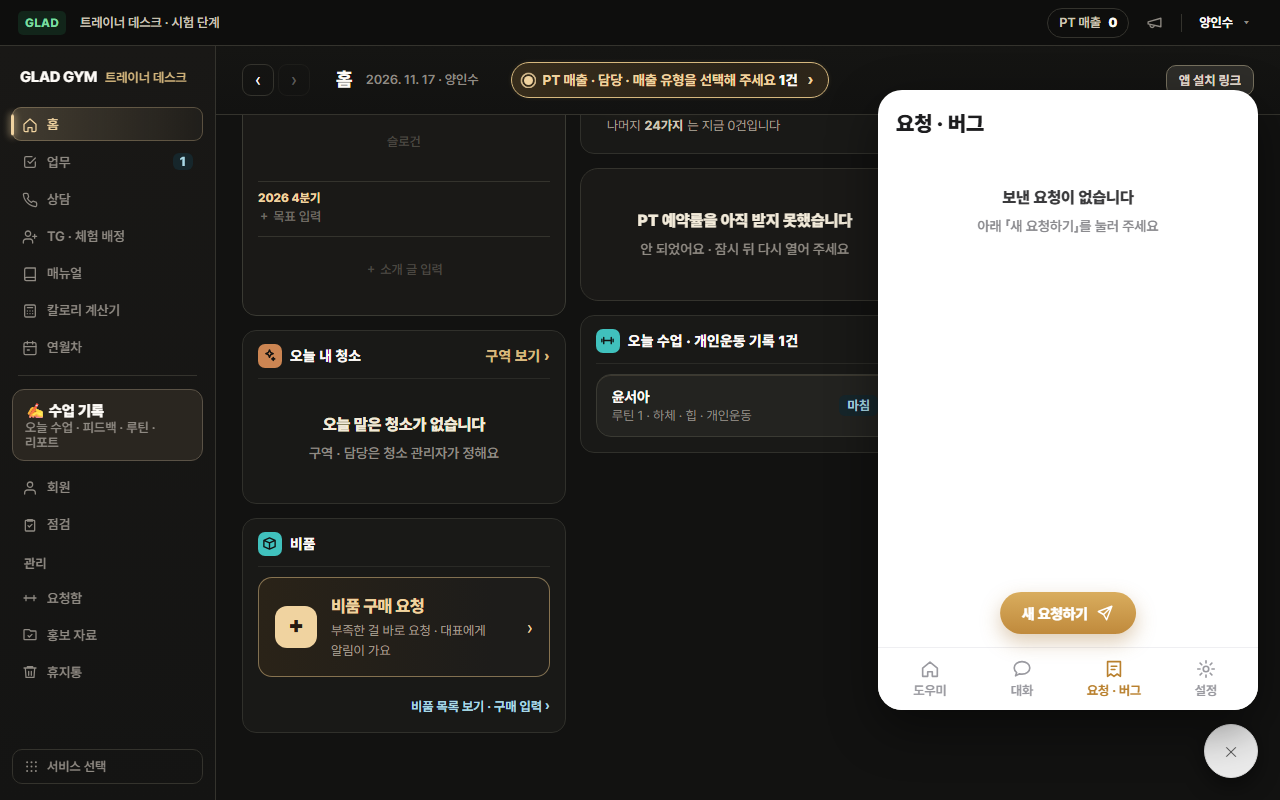 GLAD 트레이너 데스크 · 시험 단계
PT 매출 0
양인수
GLAD GYM 트레이너 데스크
홈
업무 1
상담
TG · 체험 배정
매뉴얼
칼로리 계산기
연월차
✍️ 수업 기록
오늘 수업 · 피드백 · 루틴 ·
리포트
회원
점검
관리
요청함
홍보 자료
휴지통
서비스 선택
‹ ›
홈 2026. 11. 17 · 양인수
PT 매출 · 담당 · 매출 유형을 선택해 주세요 1건 ›
앱 설치 링크
슬로건
2026 4분기
+ 목표 입력
+ 소개 글 입력
오늘 내 청소 구역 보기 ›
오늘 맡은 청소가 없습니다
구역 · 담당은 청소 관리자가 정해요
비품
비품 구매 요청
부족한 걸 바로 요청 · 대표에게
알림이 가요
›
비품 목록 보기 · 구매 입력 ›
나머지 24가지 는 지금 0건입니다
PT 예약률을 아직 받지 못했습니다
안 되었어요 · 잠시 뒤 다시 열어 주세요
오늘 수업 · 개인운동 기록 1건
윤서아
루틴 1 · 하체 · 힙 · 개인운동
마침
요청 · 버그
보낸 요청이 없습니다
아래 「새 요청하기」를 눌러 주세요
새 요청하기
도우미
대화
요청 · 버그
설정